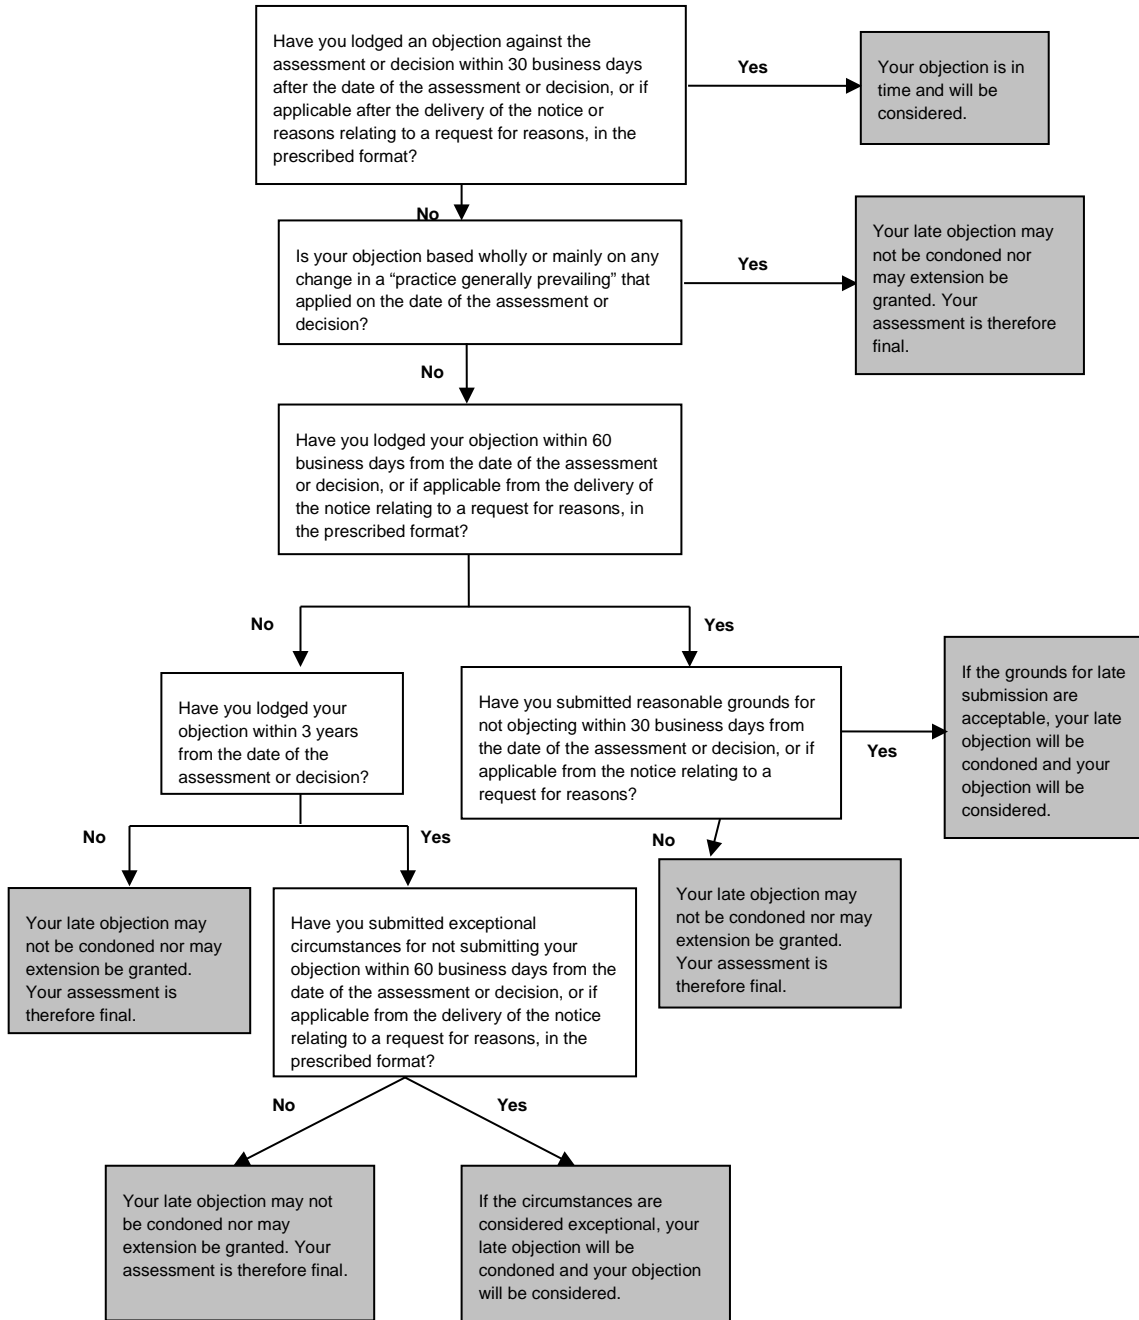 Have you lodged an objection against the
assessment or decision within 30 business days
after the date of the assessment or decision, or if
applicable after the delivery of the notice or
reasons relating to a request for reasons, in the
prescribed format?
Yes
Your objection is in
time and will be
considered.
No
Is your objection based wholly or mainly on any
change in a “practice generally prevailing” that
applied on the date of the assessment or
decision?
Yes
Your late objection may
not be condoned nor
may extension be
granted. Your
assessment is therefore
final.
No
Have you lodged your objection within 60
business days from the date of the assessment
or decision, or if applicable from the delivery of
the notice relating to a request for reasons, in
the prescribed format?
No
Yes
Have you lodged your
objection within 3 years
from the date of the
assessment or decision?
Have you submitted reasonable grounds for
not objecting within 30 business days from
the date of the assessment or decision, or if
applicable from the notice relating to a
request for reasons?
Yes
If the grounds for late
submission are
acceptable, your late
objection will be
condoned and your
objection will be
considered.
No
Yes
No
Your late objection may
not be condoned nor may
extension be granted.
Your assessment is
therefore final.
Have you submitted exceptional
circumstances for not submitting your
objection within 60 business days from the
date of the assessment or decision, or if
applicable from the delivery of the notice
relating to a request for reasons, in the
prescribed format?
Your late objection may
not be condoned nor may
extension be granted.
Your assessment is
therefore final.
No
Yes
Your late objection may not
be condoned nor may
extension be granted. Your
assessment is therefore final.
If the circumstances are
considered exceptional, your
late objection will be
condoned and your objection
will be considered.